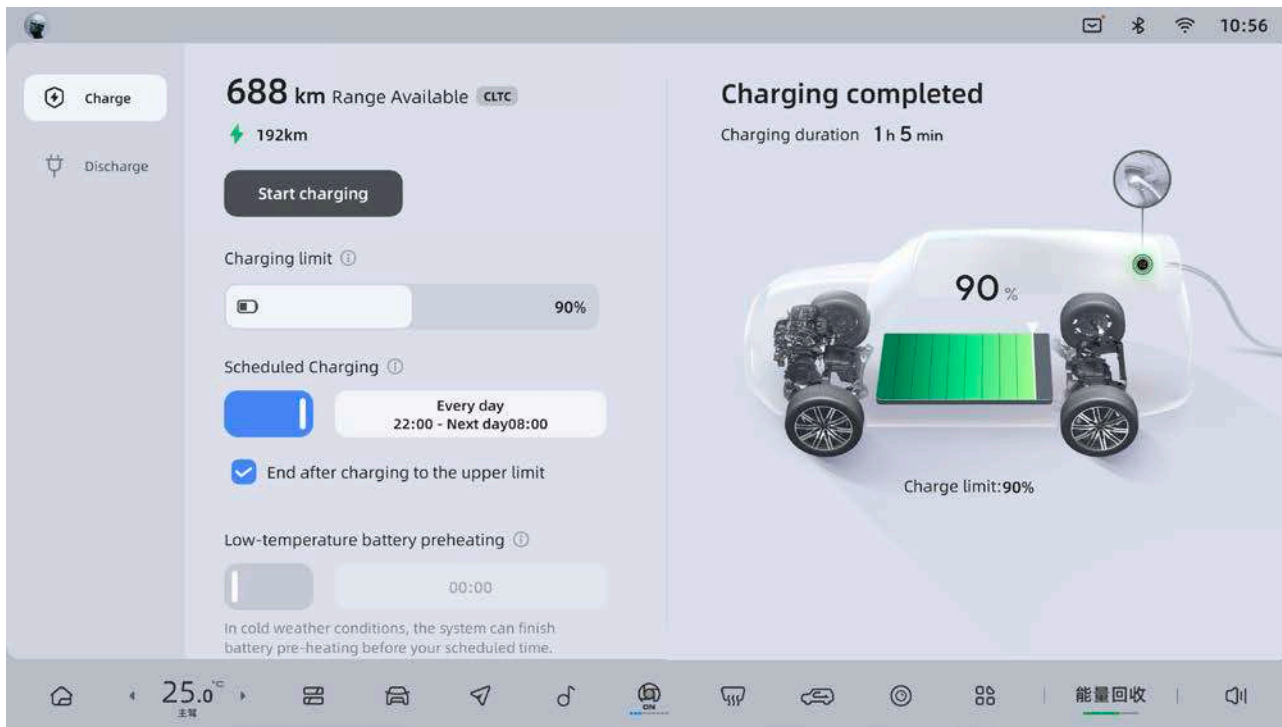 10:56
Charge
Discharge
688 km Range Available CLTC
192km
Start charging
Charging limit
90%
Scheduled Charging
Every day
22:00 - Next day08:00
End after charging to the upper limit
Low-temperature battery preheating
00:00
In cold weather conditions, the system can finish
battery pre-heating before your scheduled time.
Charging completed
Charging duration 1 h 5 min
90 %
Charge limit:90%
25.0°C
主驾
ON
能量回收